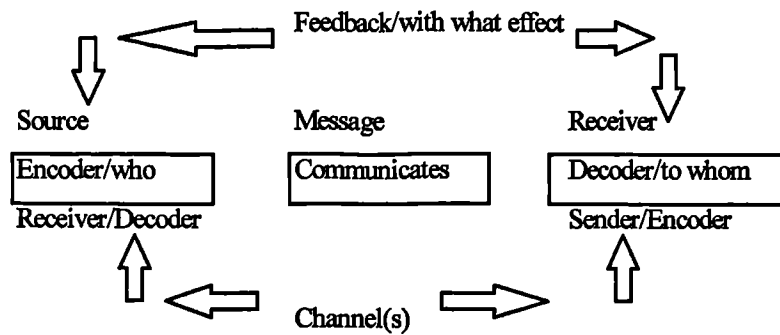 Feedback/with what effect
Source Message Receiver
Encoder/who Communicates Decoder/to whom
Receiver/Decoder Sender/Encoder
Channel(s)